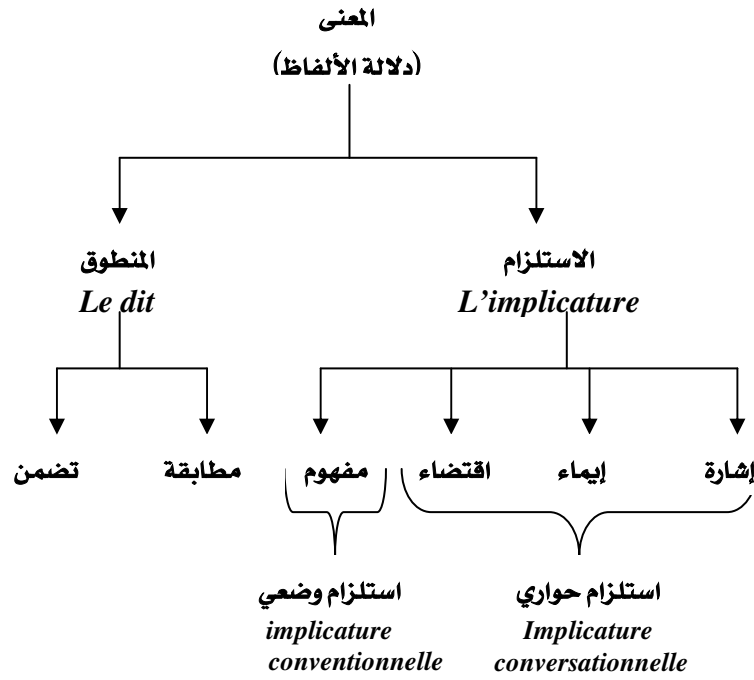 المعنى
(دلالة الألفاظ)
الاستلزام
L'implicature
المنطوق
Le dit
إشارة
إيماء
اقتضاء
مفهوم
مطابقة
تضمن
استلزام حواري
Implicature
conversationnelle
استلزام وضعي
implicature
conventionnelle